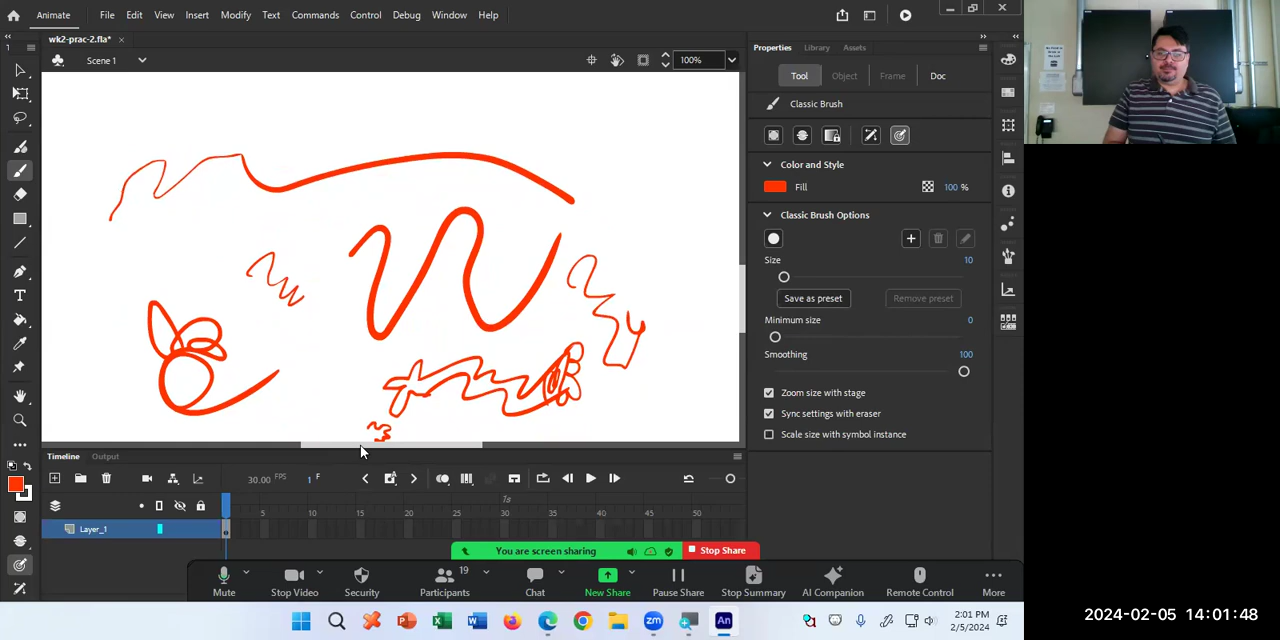 Animate File Edit View Insert Modify Text Commands Control Debug Window Help
wk2-prac-2.fla*
Scene 1 100%
Properties Library Assets
Tool Object Frame Doc
Classic Brush
Color and Style
Fill 100 %
Classic Brush Options
Size 10
Save as preset Remove preset
Minimum size 0
Smoothing 100
Zoom size with stage
Sync settings with eraser
Scale size with symbol instance
Timeline Output
30.00 FPS 1 F
1s
5 10 15 20 25 30 35 40 45 50
Layer_1
You are screen sharing Stop Share
19
Mute Stop Video Security Participants Chat New Share Pause Share Stop Summary AI Companion Remote Control More
2:01 PM
2/5/2024
2024-02-05 14:01:48